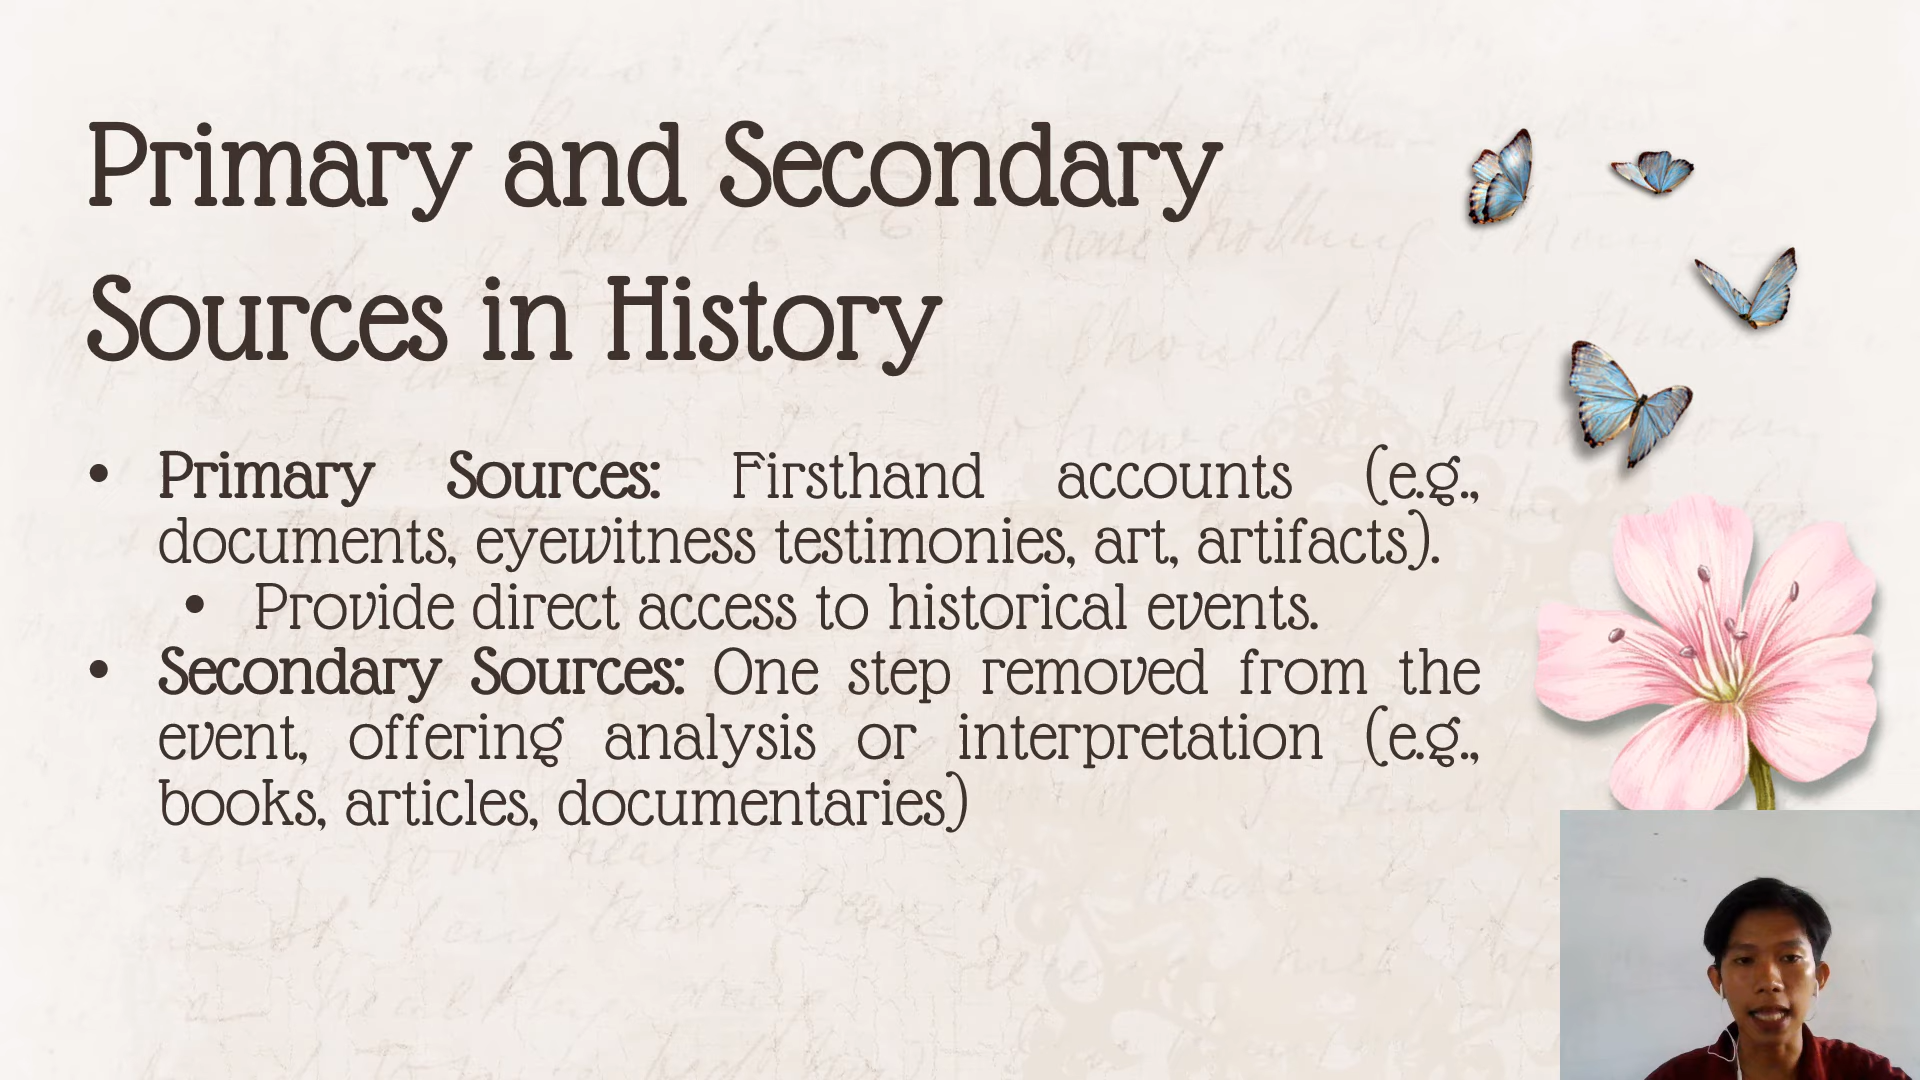 Primary and Secondary
Sources in History
• Primary Sources: Firsthand accounts (e.g.,
documents, eyewitness testimonies, art, artifacts).
• Provide direct access to historical events.
• Secondary Sources: One step removed from the
event, offering analysis or interpretation (e.g.,
books, articles, documentaries)